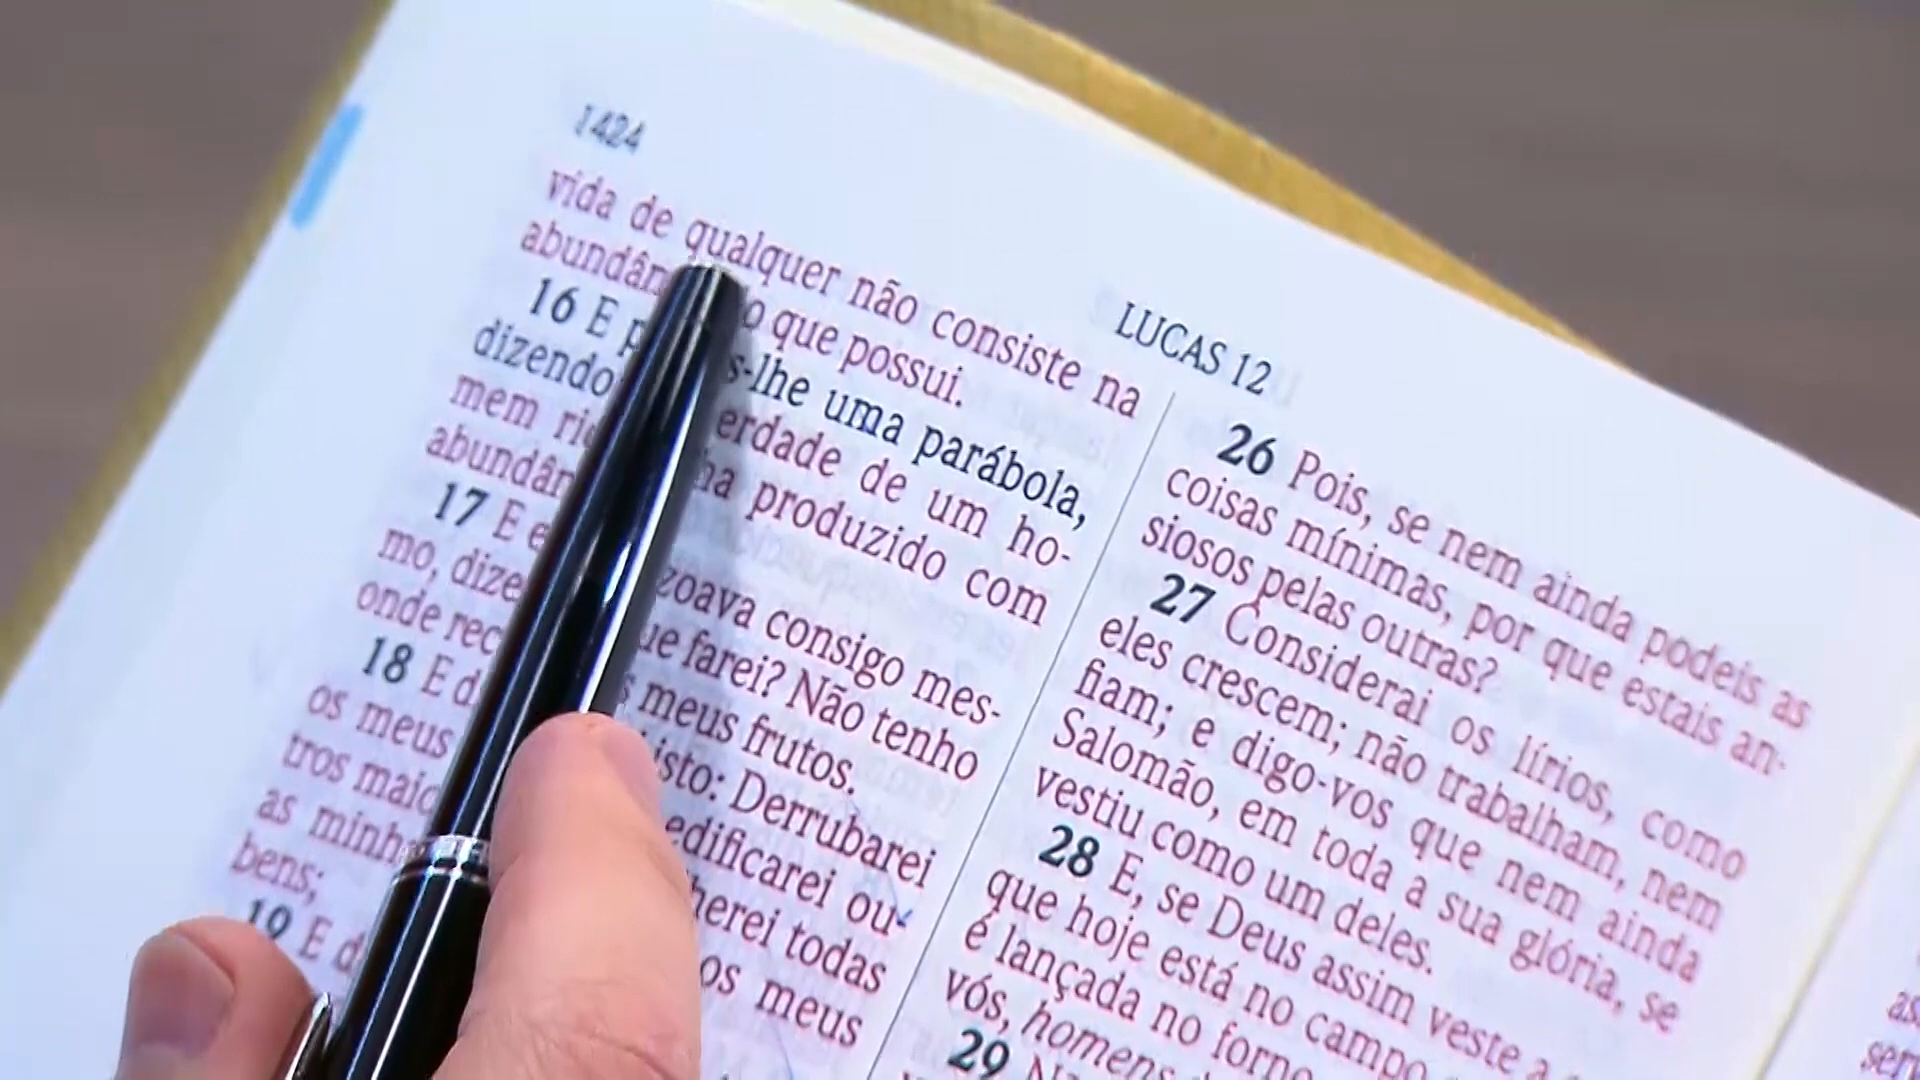 1424
LUCAS 12
vida de qualquer não consiste na
abundân o que possui.
16 E p s-lhe uma parábola,
dizendo erdade de um ho-
mem ri ha produzido com
abundân
17 E e zoava consigo mes-
mo, dize ue farei? Não tenho
onde rec s meus frutos.
18 E d isto: Derrubarei
os meus edificarei ou-
tros maio herei todas
as minh os meus
bens;
19 E d
26 Pois, se nem ainda podeis as
coisas mínimas, por que estais an-
siosos pelas outras?
27 Considerai os lírios, como
eles crescem; não trabalham, nem
fiam; e digo-vos que nem ainda
Salomão, em toda a sua glória, se
vestiu como um deles.
28 E, se Deus assim veste a
que hoje está no campo
é lançada no forno
vós, homens
29